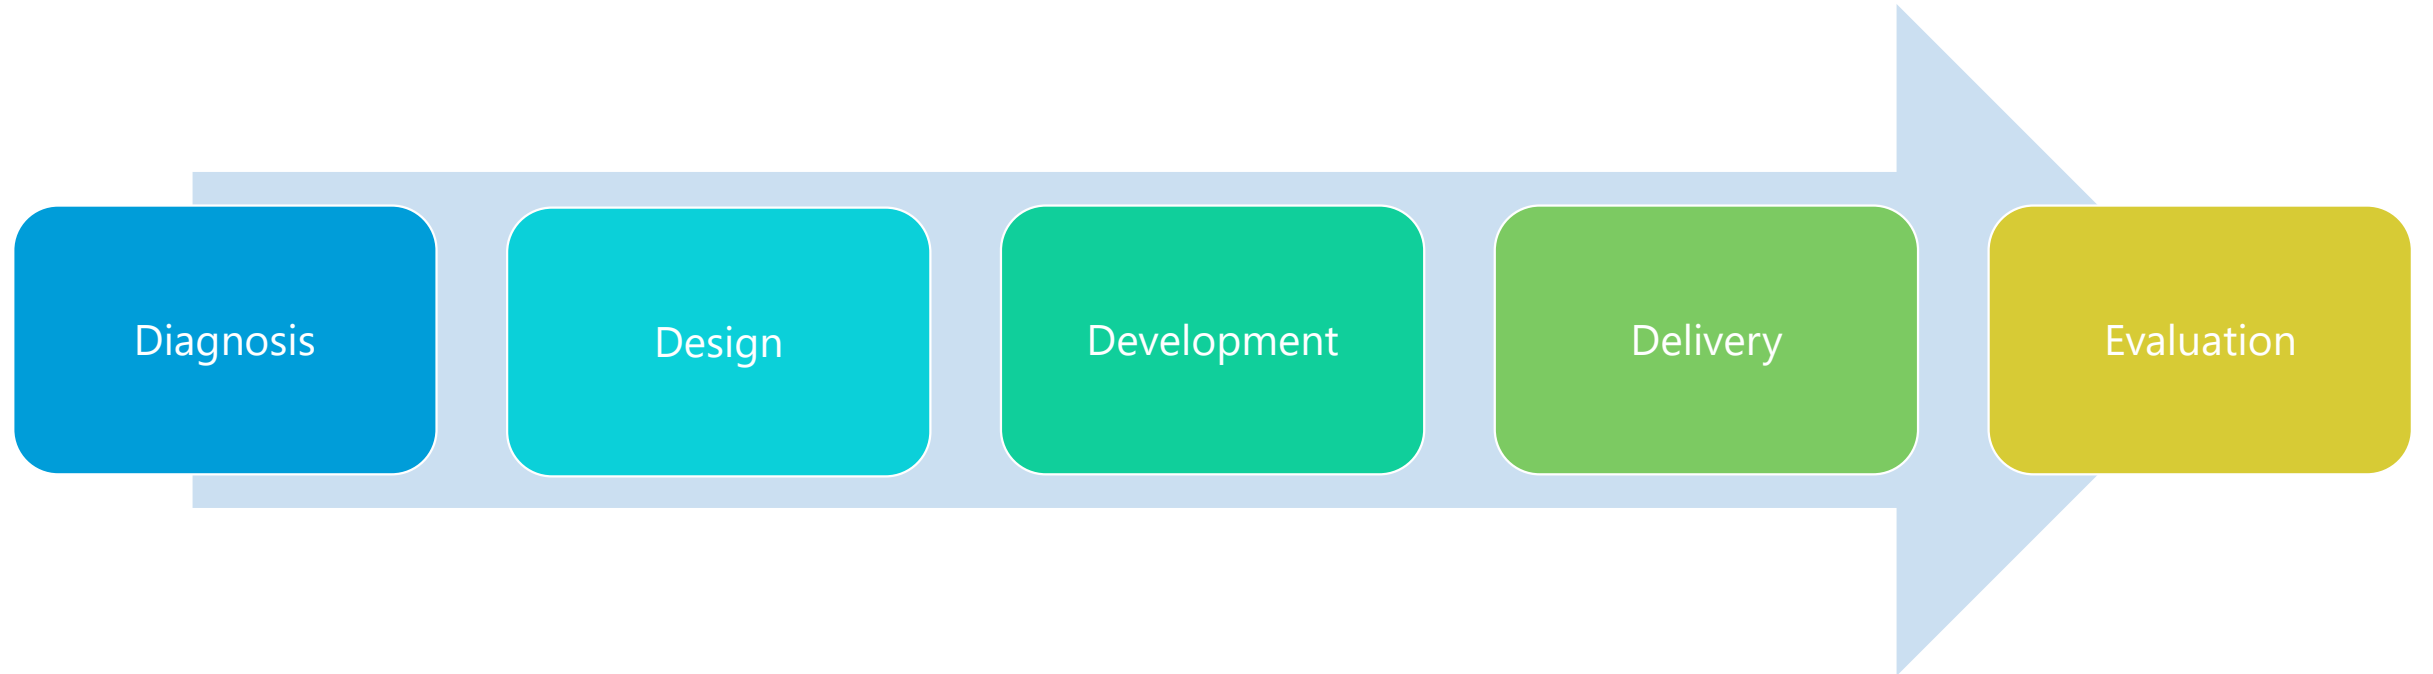 Diagnosis
Design
Development
Delivery
Evaluation